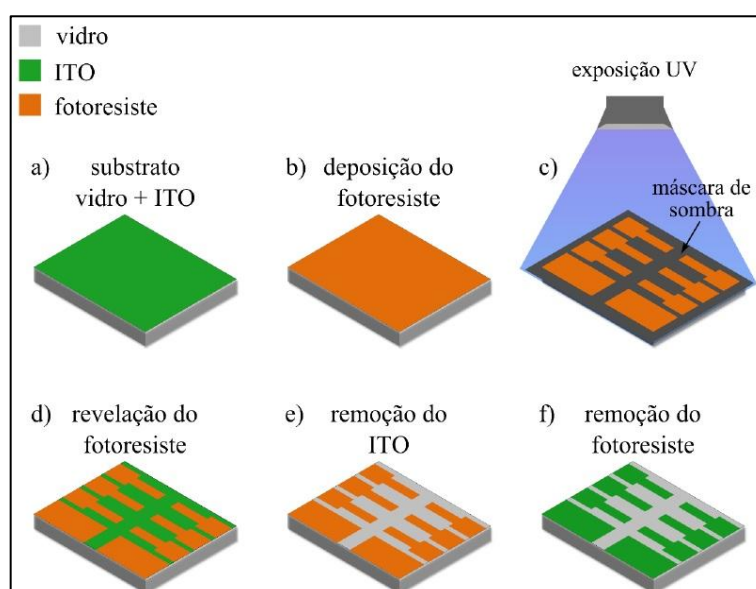 vidro
ITO
fotoresiste
exposição UV
a) substrato
vidro + ITO
b) deposição do
fotoresiste
c)
máscara de
sombra
d) revelação do
fotoresiste
e) remoção do
ITO
f) remoção do
fotoresiste